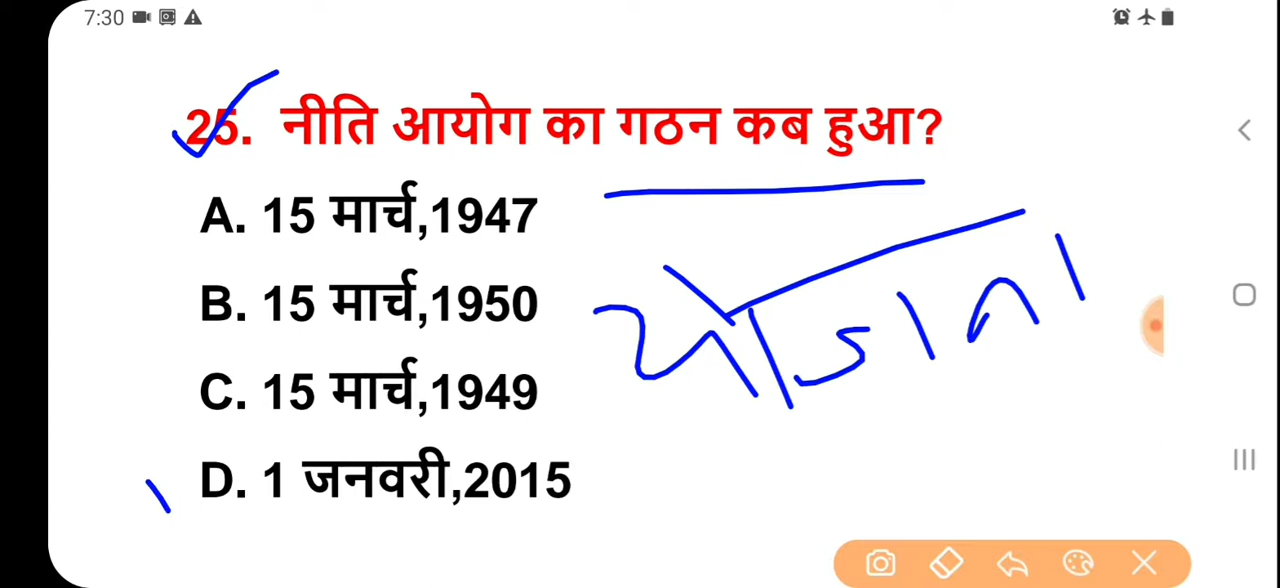 7:30
25. नीति आयोग का गठन कब हुआ?
A. 15 मार्च,1947
B. 15 मार्च,1950
C. 15 मार्च,1949
D. 1 जनवरी,2015
योजना